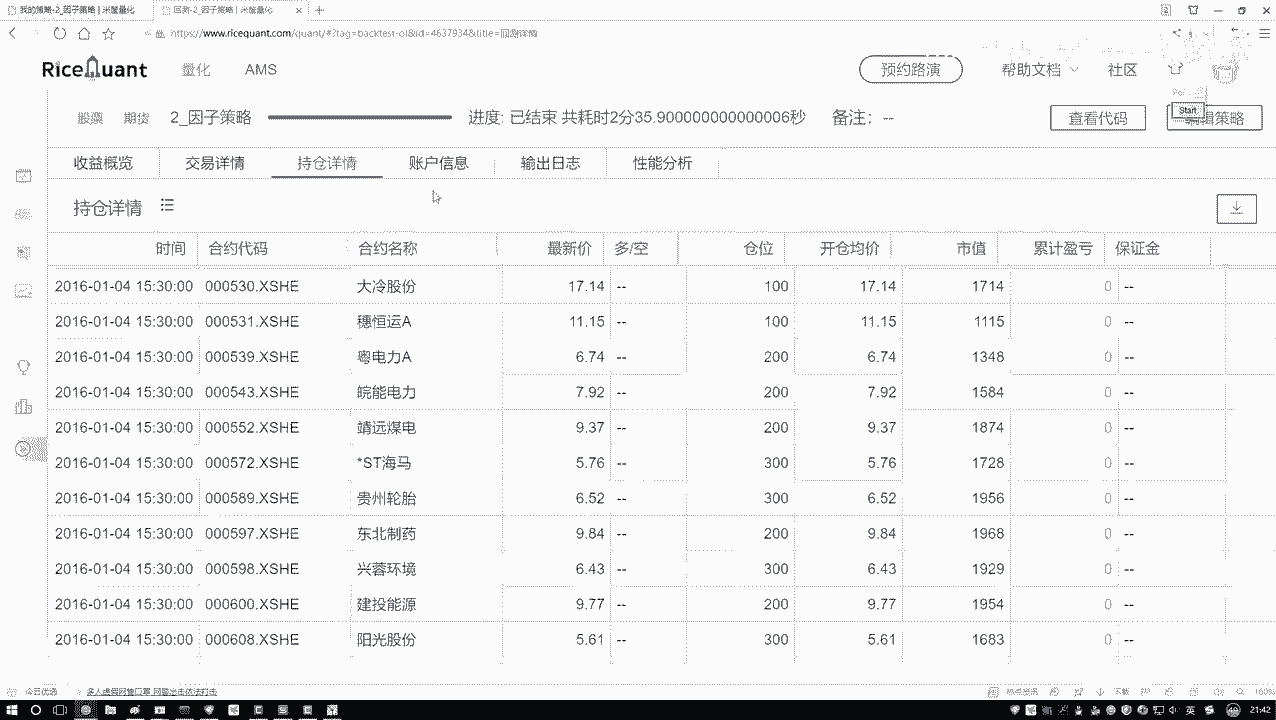 我的策略-2_因子策略 | 米筐量化
回测-2_因子策略 | 米筐量化
https://www.ricequant.com/quant/#?tag=backtest-ol&id=4637934&title=回测详情
RiceQuant 量化 AMS 预约路演 帮助文档 社区
股票 期货 2_因子策略 进度: 已结束 共耗时2分35.900000000000006秒 备注: -- 查看代码 策略
Start
收益概览 交易详情 持仓详情 账户信息 输出日志 性能分析
持仓详情
时间 合约代码 合约名称 最新价 多/空 仓位 开仓均价 市值 累计盈亏 保证金
2016-01-04 15:30:00 000530.XSHE 大冷股份 17.14 -- 100 17.14 1714 0 --
2016-01-04 15:30:00 000531.XSHE 穗恒运A 11.15 -- 100 11.15 1115 0 --
2016-01-04 15:30:00 000539.XSHE 粤电力A 6.74 -- 200 6.74 1348 0 --
2016-01-04 15:30:00 000543.XSHE 皖能电力 7.92 -- 200 7.92 1584 0 --
2016-01-04 15:30:00 000552.XSHE 靖远煤电 9.37 -- 200 9.37 1874 0 --
2016-01-04 15:30:00 000572.XSHE *ST海马 5.76 -- 300 5.76 1728 0 --
2016-01-04 15:30:00 000589.XSHE 贵州轮胎 6.52 -- 300 6.52 1956 0 --
2016-01-04 15:30:00 000597.XSHE 东北制药 9.84 -- 200 9.84 1968 0 --
2016-01-04 15:30:00 000598.XSHE 兴蓉环境 6.43 -- 300 6.43 1929 0 --
2016-01-04 15:30:00 000600.XSHE 建投能源 9.77 -- 200 9.77 1954 0 --
2016-01-04 15:30:00 000608.XSHE 阳光股份 5.61 -- 300 5.61 1683 0 --
今日优选 多人虚假网售口罩 网警出击依法打击 热点资讯 下载 100%
英 21:42